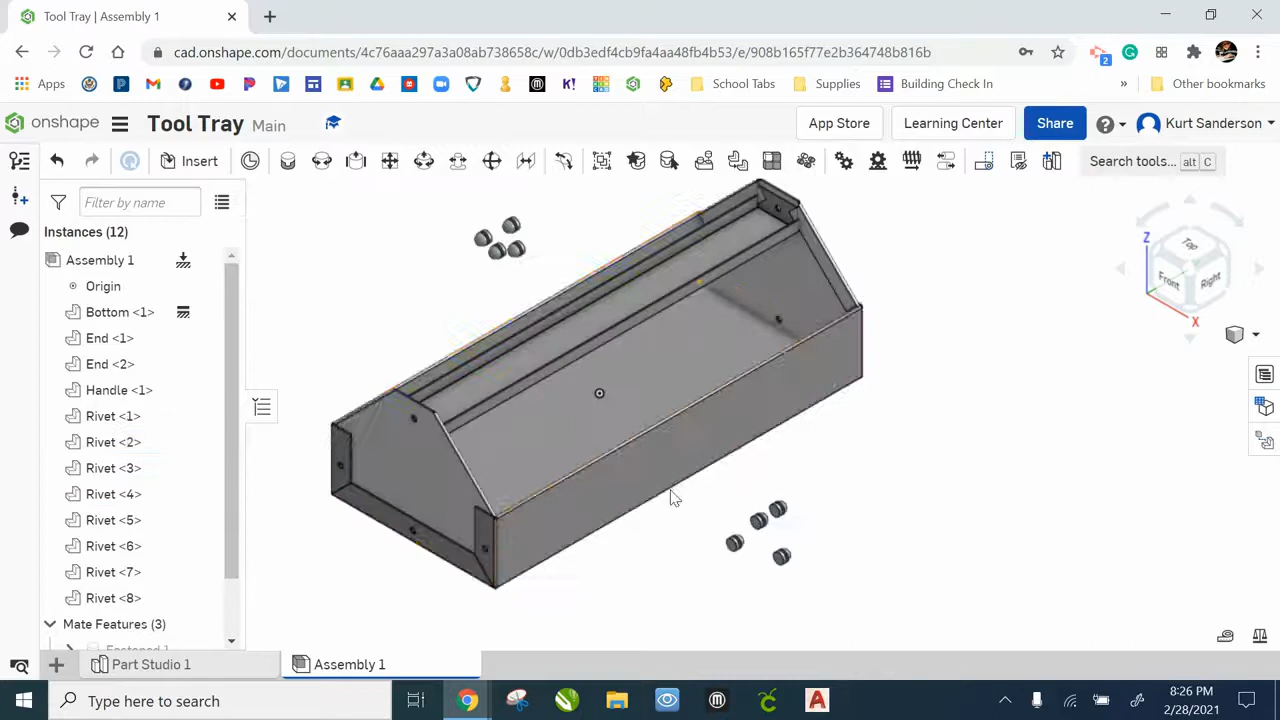 Tool Tray | Assembly 1
cad.onshape.com/documents/4c76aaa297a3a08ab738658c/w/0db3edf4cb9fa4aa48fb4b53/e/908b165f77e2b364748b816b
2
Apps
K!
School Tabs
Supplies
Building Check In
»
Other bookmarks
onshape
Tool Tray Main
App Store
Learning Center
Share
Kurt Sanderson
Insert
Search tools... alt C
Filter by name
Instances (12)
Assembly 1
Origin
Bottom <1>
End <1>
End <2>
Handle <1>
Rivet <1>
Rivet <2>
Rivet <3>
Rivet <4>
Rivet <5>
Rivet <6>
Rivet <7>
Rivet <8>
Mate Features (3)
Fastened 1
Z
Top
Front
Right
X
Part Studio 1
Assembly 1
Type here to search
8:26 PM
2/28/2021